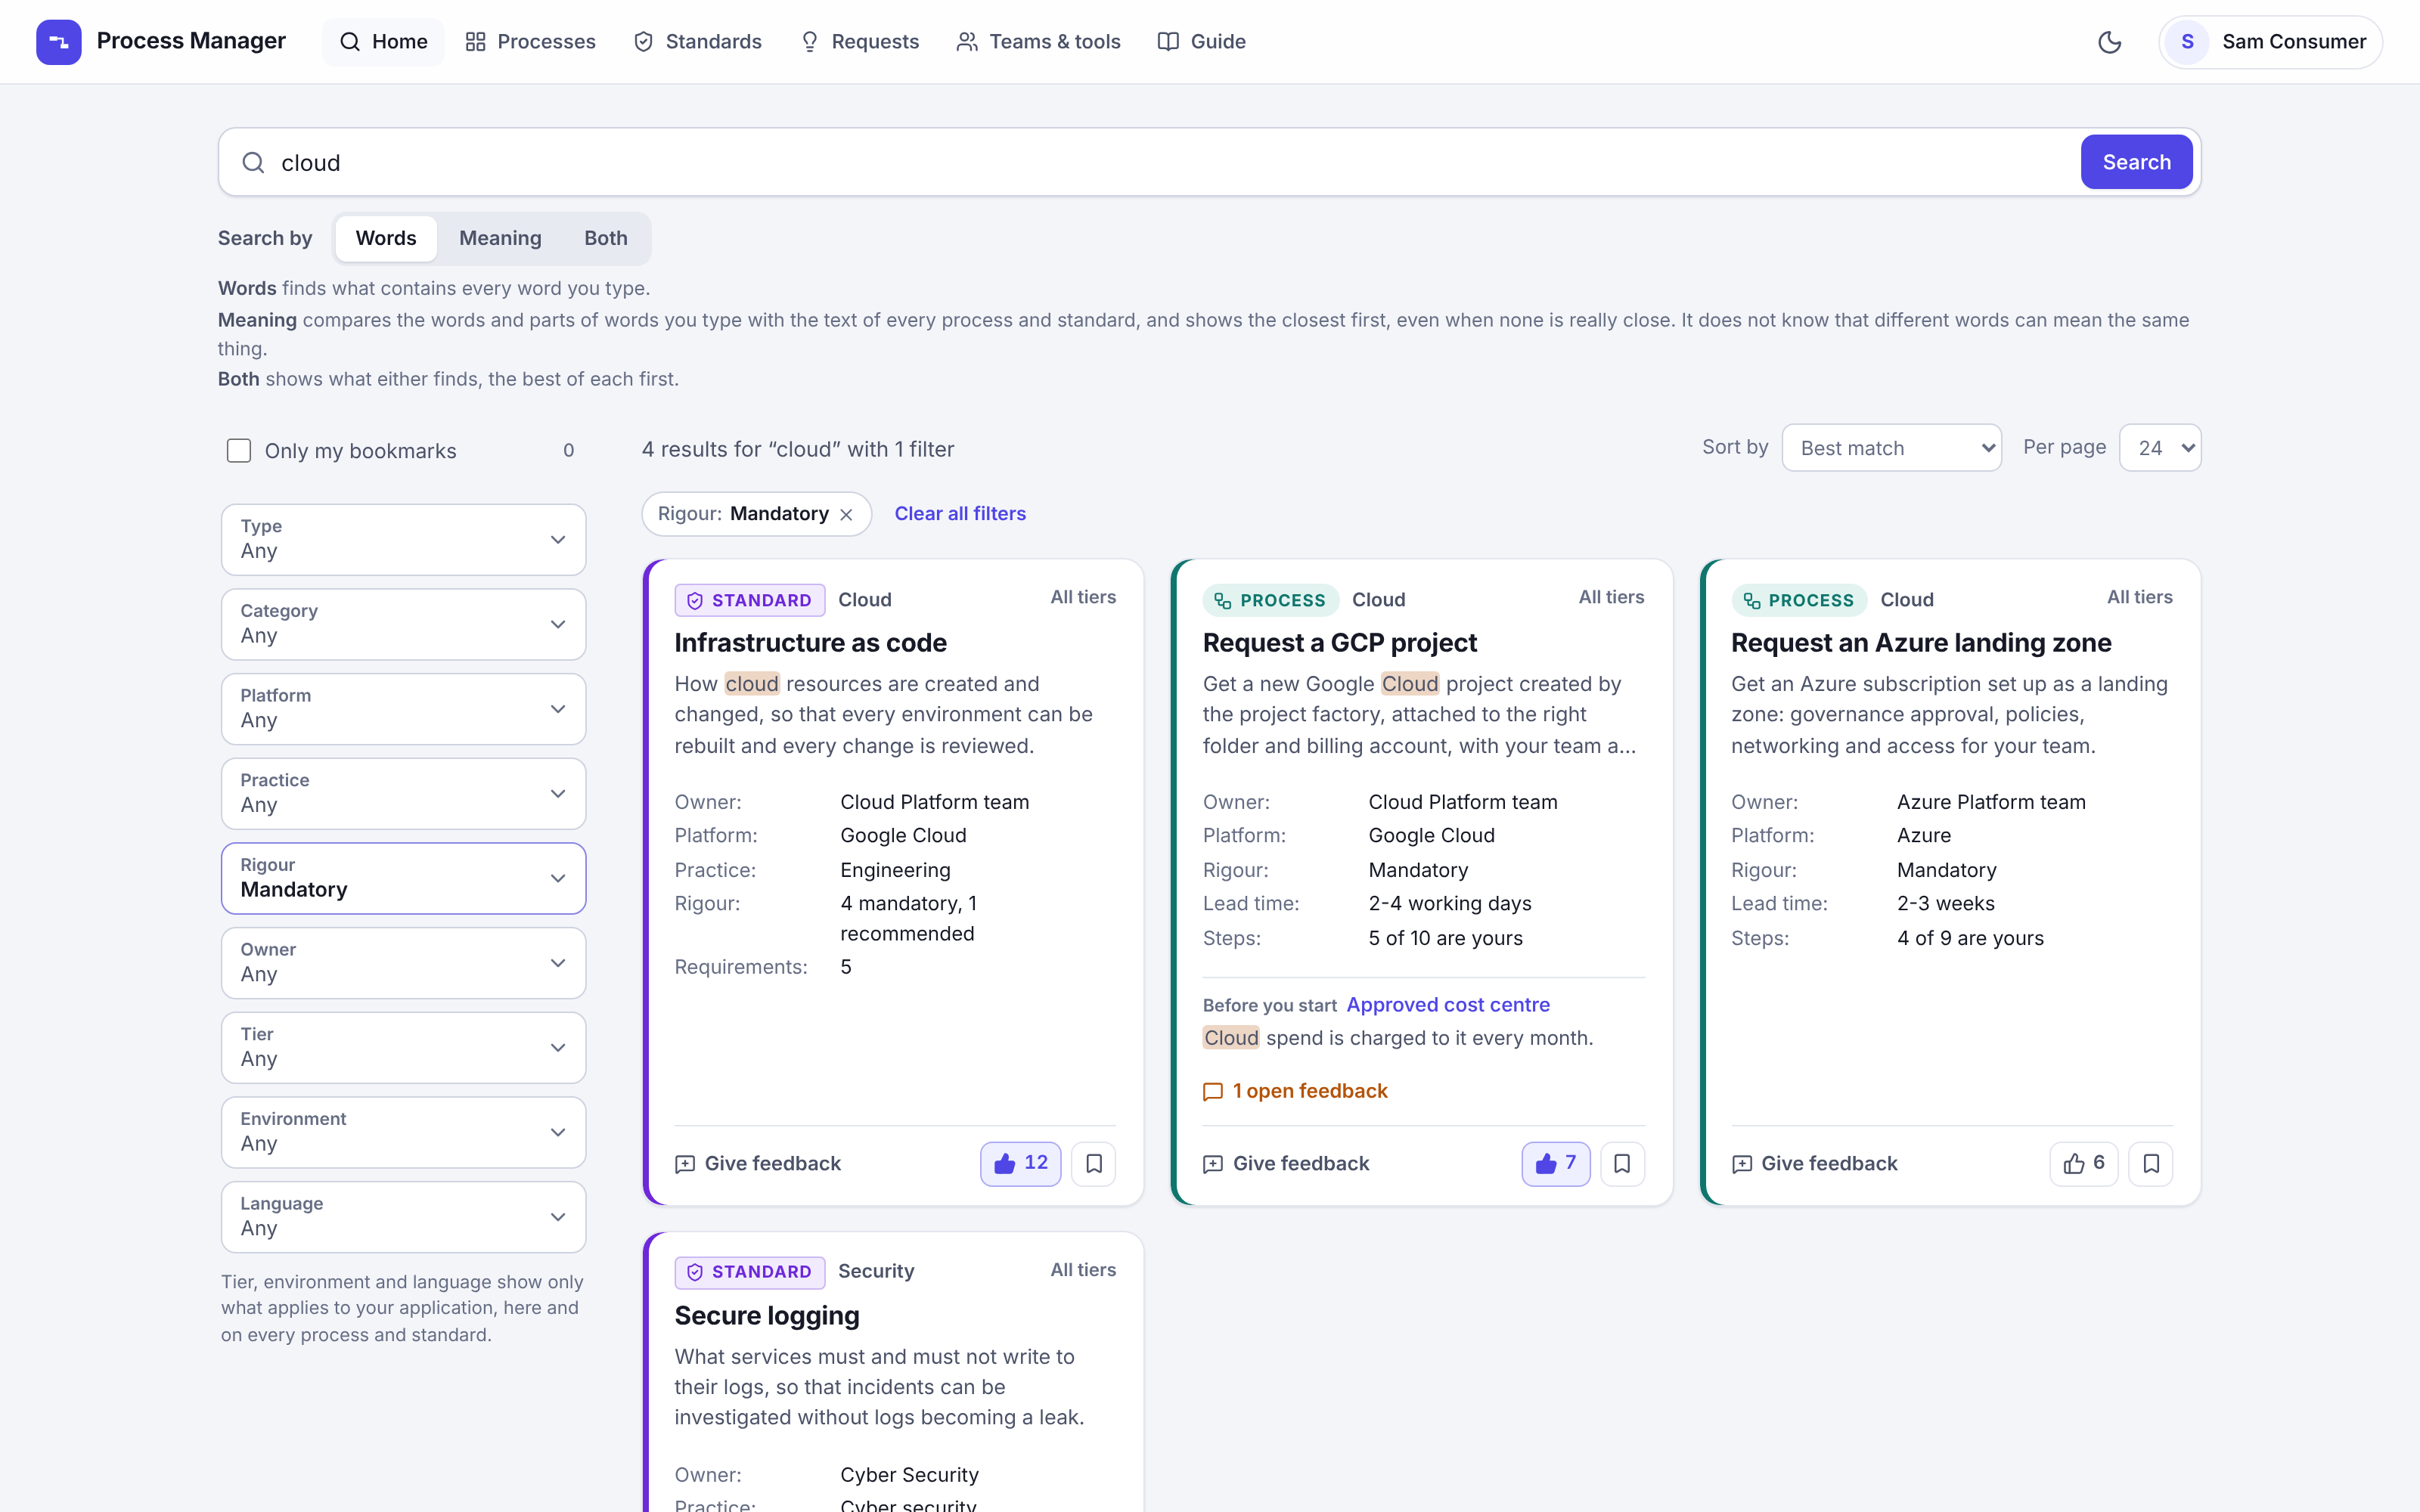 Process Manager
Home
Processes
Standards
Requests
Teams & tools
Guide
S
Sam Consumer
cloud
Search
Search by
Words
Meaning
Both
Words finds what contains every word you type.
Meaning compares the words and parts of words you type with the text of every process and standard, and shows the closest first, even when none is really close. It does not know that different words can mean the same
thing.
Both shows what either finds, the best of each first.
Only my bookmarks
0
Type
Any
Category
Any
Platform
Any
Practice
Any
Rigour
Mandatory
Owner
Any
Tier
Any
Environment
Any
Language
Any
Tier, environment and language show only
what applies to your application, here and
on every process and standard.
4 results for “cloud” with 1 filter
Sort by
Best match
Per page
24
Rigour: Mandatory
Clear all filters
STANDARD
Cloud
All tiers
Infrastructure as code
How cloud resources are created and
changed, so that every environment can be
rebuilt and every change is reviewed.
Owner: Cloud Platform team
Platform: Google Cloud
Practice: Engineering
Rigour: 4 mandatory, 1
recommended
Requirements: 5
Give feedback
12
PROCESS
Cloud
All tiers
Request a GCP project
Get a new Google Cloud project created by
the project factory, attached to the right
folder and billing account, with your team a…
Owner: Cloud Platform team
Platform: Google Cloud
Rigour: Mandatory
Lead time: 2-4 working days
Steps: 5 of 10 are yours
Before you start Approved cost centre
Cloud spend is charged to it every month.
1 open feedback
Give feedback
7
PROCESS
Cloud
All tiers
Request an Azure landing zone
Get an Azure subscription set up as a landing
zone: governance approval, policies,
networking and access for your team.
Owner: Azure Platform team
Platform: Azure
Rigour: Mandatory
Lead time: 2-3 weeks
Steps: 4 of 9 are yours
Give feedback
6
STANDARD
Security
All tiers
Secure logging
What services must and must not write to
their logs, so that incidents can be
investigated without logs becoming a leak.
Owner: Cyber Security
Practice: Cyber security